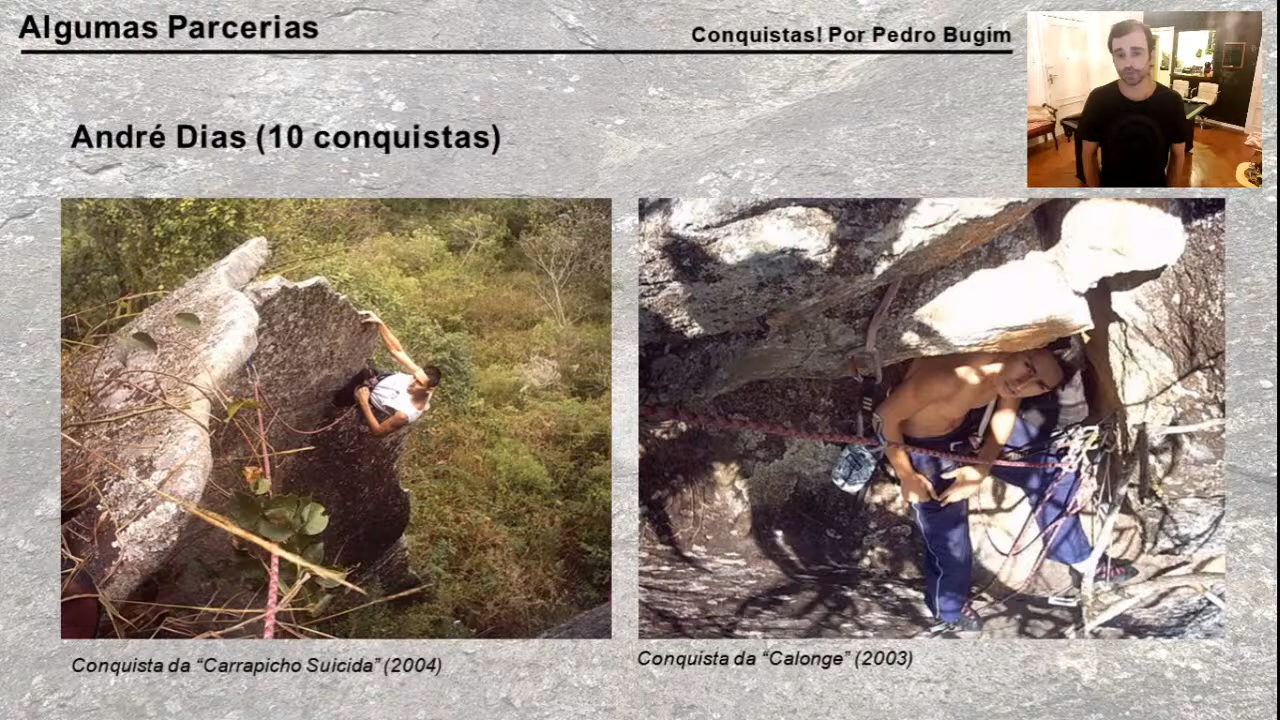 Algumas Parcerias
Conquistas! Por Pedro Bugim
André Dias (10 conquistas)
Conquista da “Carrapicho Suicida” (2004)
Conquista da “Calonge” (2003)